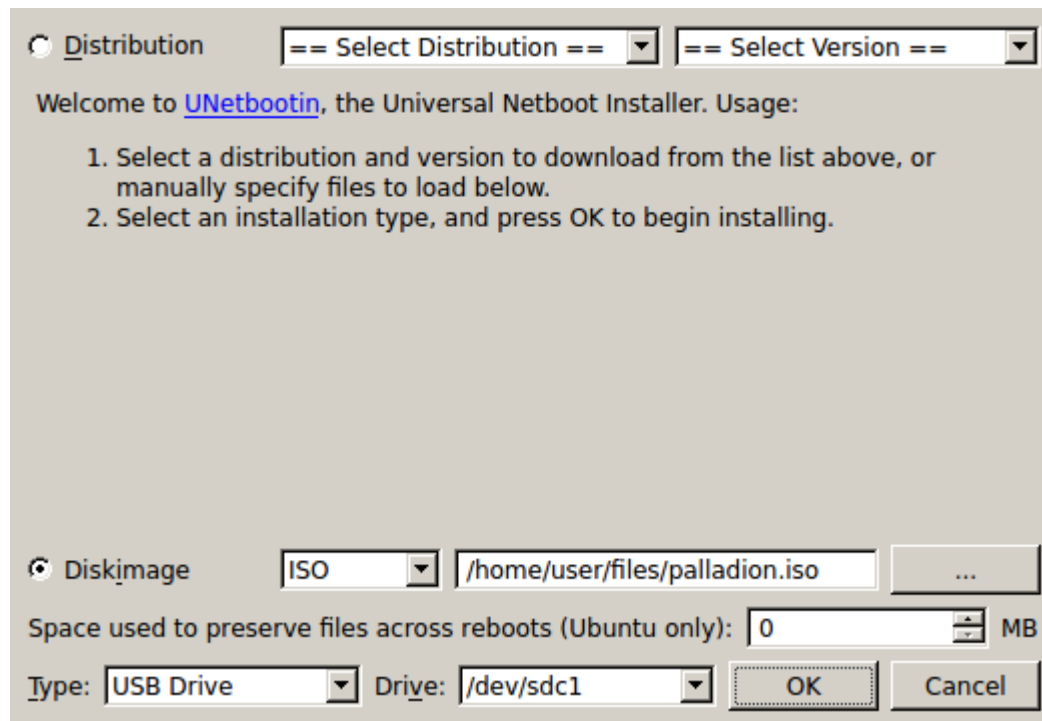 Distribution == Select Distribution == == Select Version ==
Welcome to UNetbootin, the Universal Netboot Installer. Usage:
1. Select a distribution and version to download from the list above, or
manually specify files to load below.
2. Select an installation type, and press OK to begin installing.
Diskimage ISO /home/user/files/palladion.iso ...
Space used to preserve files across reboots (Ubuntu only): 0 MB
Type: USB Drive Drive: /dev/sdc1 OK Cancel